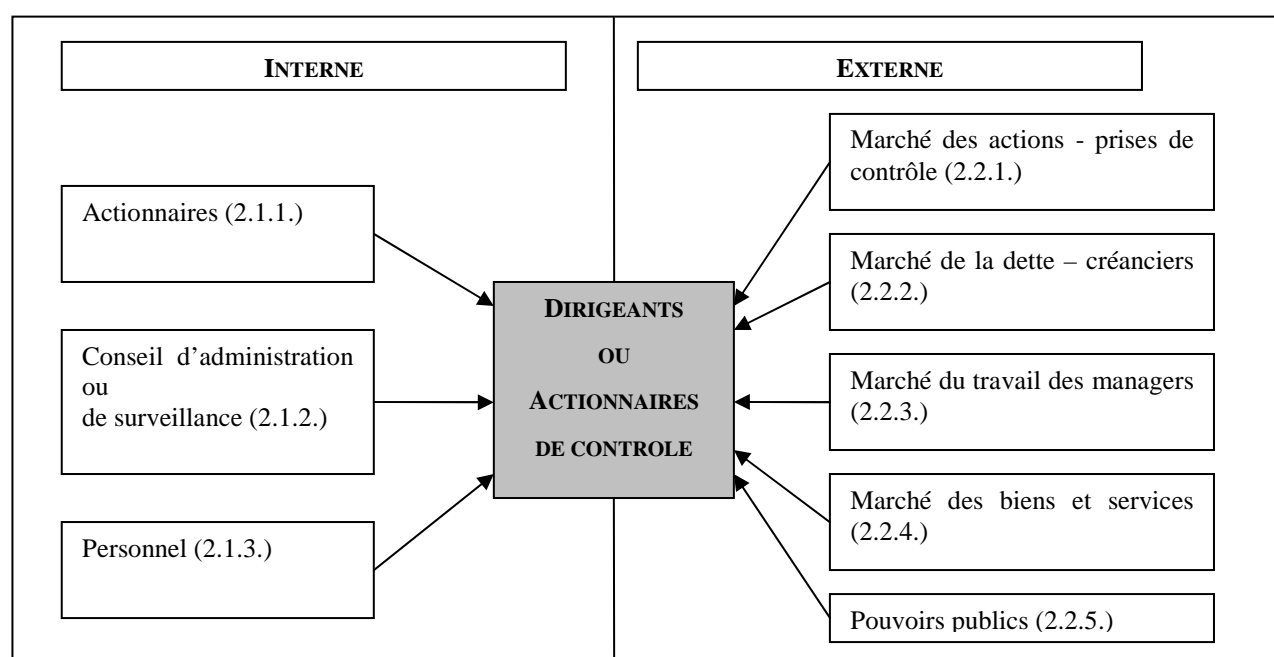 INTERNE
EXTERNE
Actionnaires (2.1.1.)
Conseil d’administration
ou
de surveillance (2.1.2.)
Personnel (2.1.3.)
DIRIGEANTS
OU
ACTIONNAIRES
DE CONTROLE
Marché des actions - prises de
contrôle (2.2.1.)
Marché de la dette – créanciers
(2.2.2.)
Marché du travail des managers
(2.2.3.)
Marché des biens et services
(2.2.4.)
Pouvoirs publics (2.2.5.)